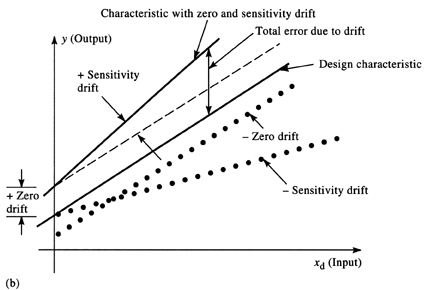 Characteristic with zero and sensitivity drift
y (Output)
Total error due to drift
Design characteristic
+ Sensitivity
drift
– Zero drift
+ Zero
drift
– Sensitivity drift
xd (Input)
(b)